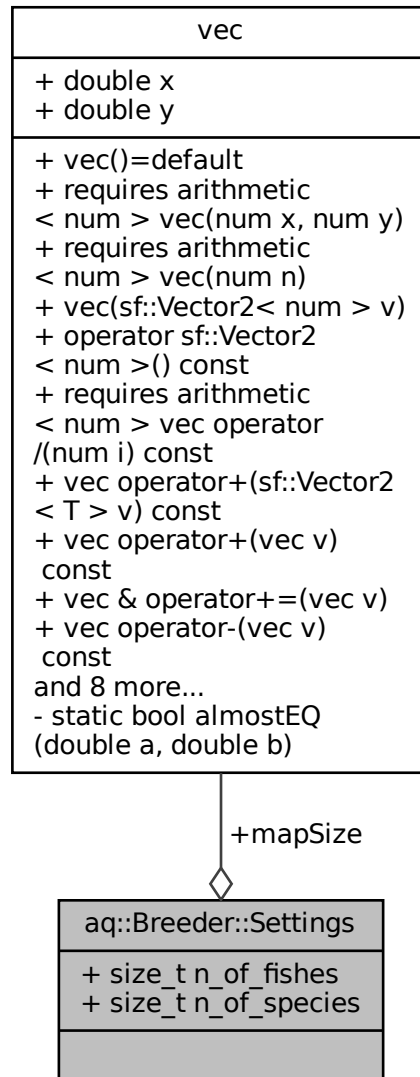 vec
+ double x
+ double y
+ vec()=default
+ requires arithmetic
< num > vec(num x, num y)
+ requires arithmetic
< num > vec(num n)
+ vec(sf::Vector2< num > v)
+ operator sf::Vector2
< num >() const
+ requires arithmetic
< num > vec operator
/(num i) const
+ vec operator+(sf::Vector2
< T > v) const
+ vec operator+(vec v)
const
+ vec & operator+=(vec v)
+ vec operator-(vec v)
const
and 8 more...
- static bool almostEQ
(double a, double b)
+mapSize
aq::Breeder::Settings
+ size_t n_of_fishes
+ size_t n_of_species